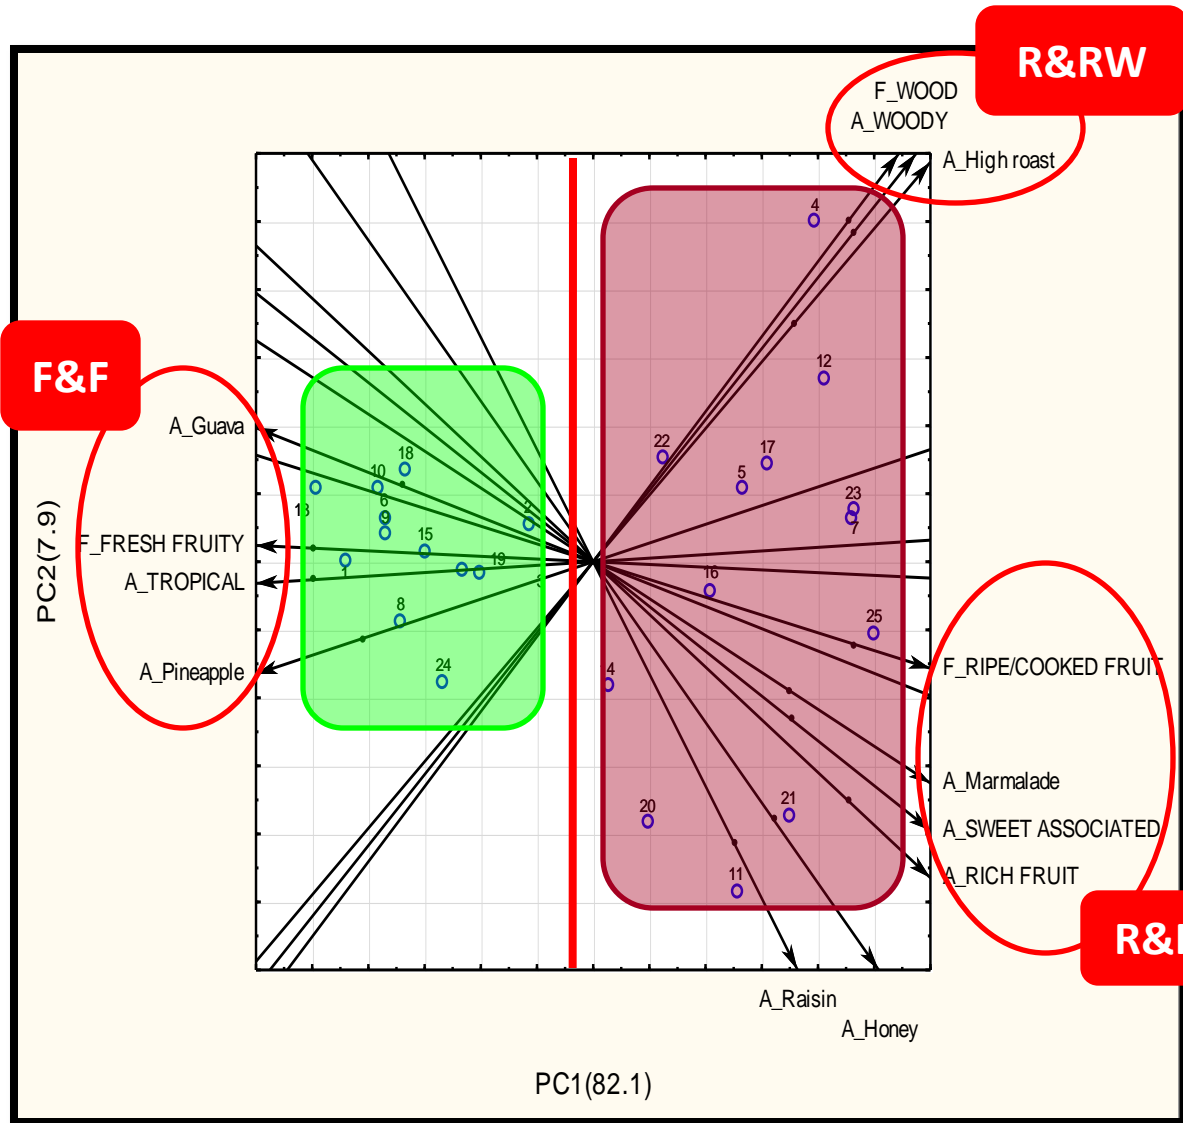 R&RW
F_WOOD
A_WOODY
A_High roast
4
12
F&F
A_Guava
18
10
22
17
5
13
6
9
2
23
7
F_FRESH FRUITY
15
19
1
3
A_TROPICAL
16
8
25
A_Pineapple
24
4
F_RIPE/COOKED FRUIT
A_Marmalade
20
21
A_SWEET ASSOCIATED
11
A_RICH FRUIT
R&
A_Raisin
A_Honey
PC2(7.9)
PC1(82.1)